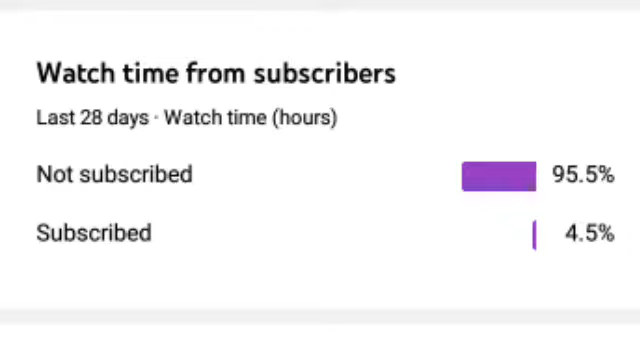 Watch time from subscribers
Last 28 days · Watch time (hours)
Not subscribed 95.5%
Subscribed 4.5%